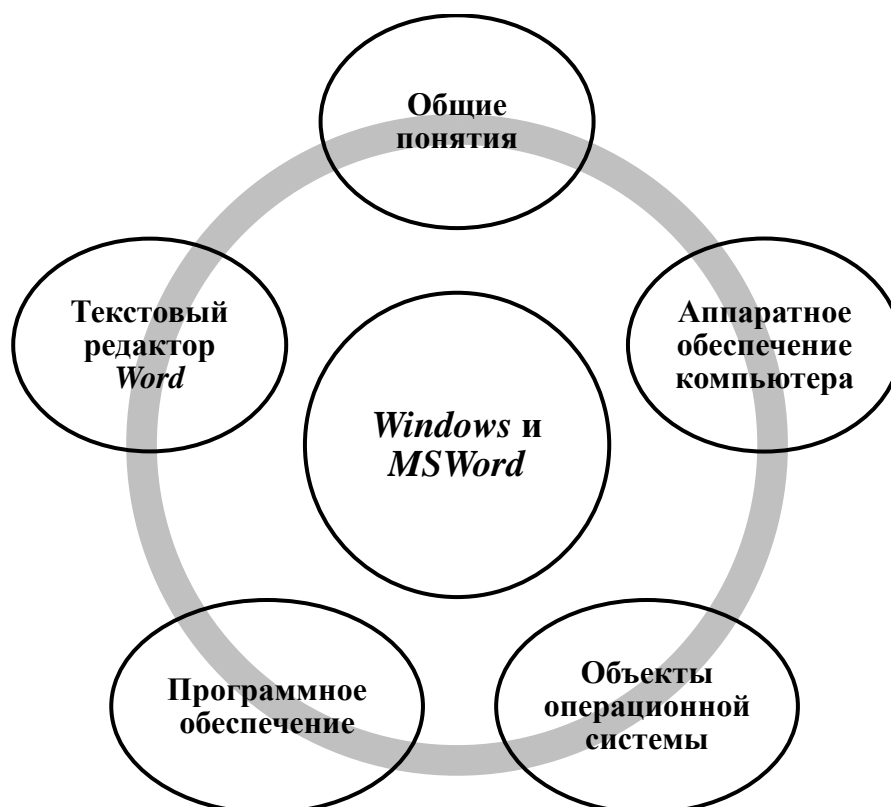 Общие
понятия
Аппаратное
обеспечение
компьютера
Объекты
операционной
системы
Программное
обеспечение
Текстовый
редактор
Word
Windows и
MSWord